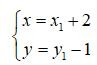 x = x₁ + 2
y = y₁ − 1